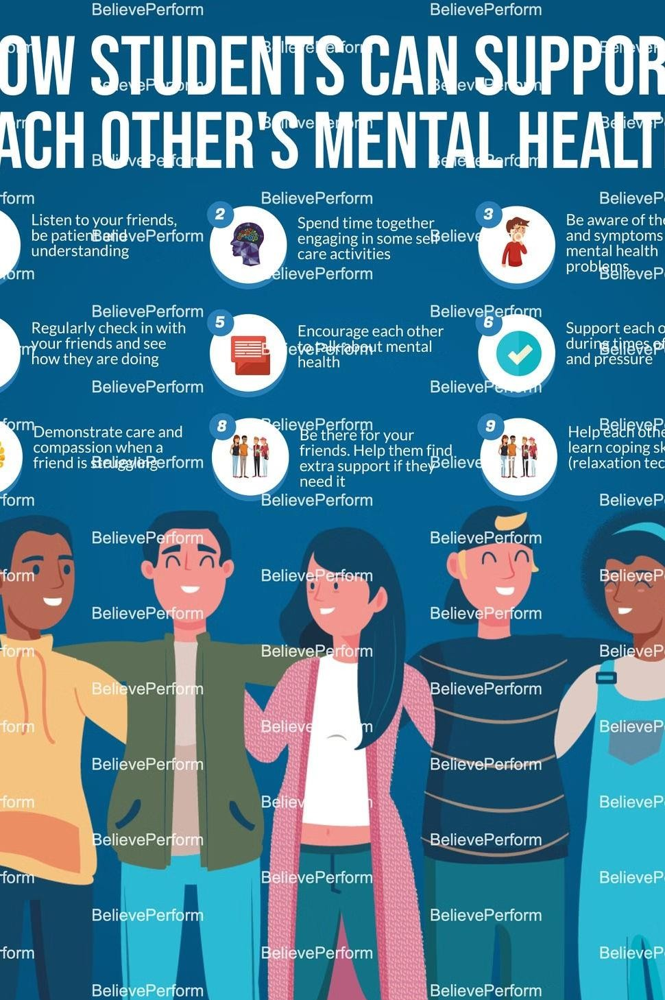 OW STUDENTS CAN SUPPOR
ACH OTHER'S MENTAL HEALT
Listen to your friends,
be patient and
understanding
2
Spend time together
engaging in some self
care activities
3
Be aware of the
and symptoms
mental health
problems.
Regularly check in with
your friends and see
how they are doing
5
Encourage each other
to talk about mental
health
6
Support each o
during times of
and pressure
Demonstrate care and
compassion when a
friend is struggling
8
Be there for your
friends. Help them find
extra support if they
need it
9
Help each othe
learn coping sk
(relaxation tec
BelievePerform